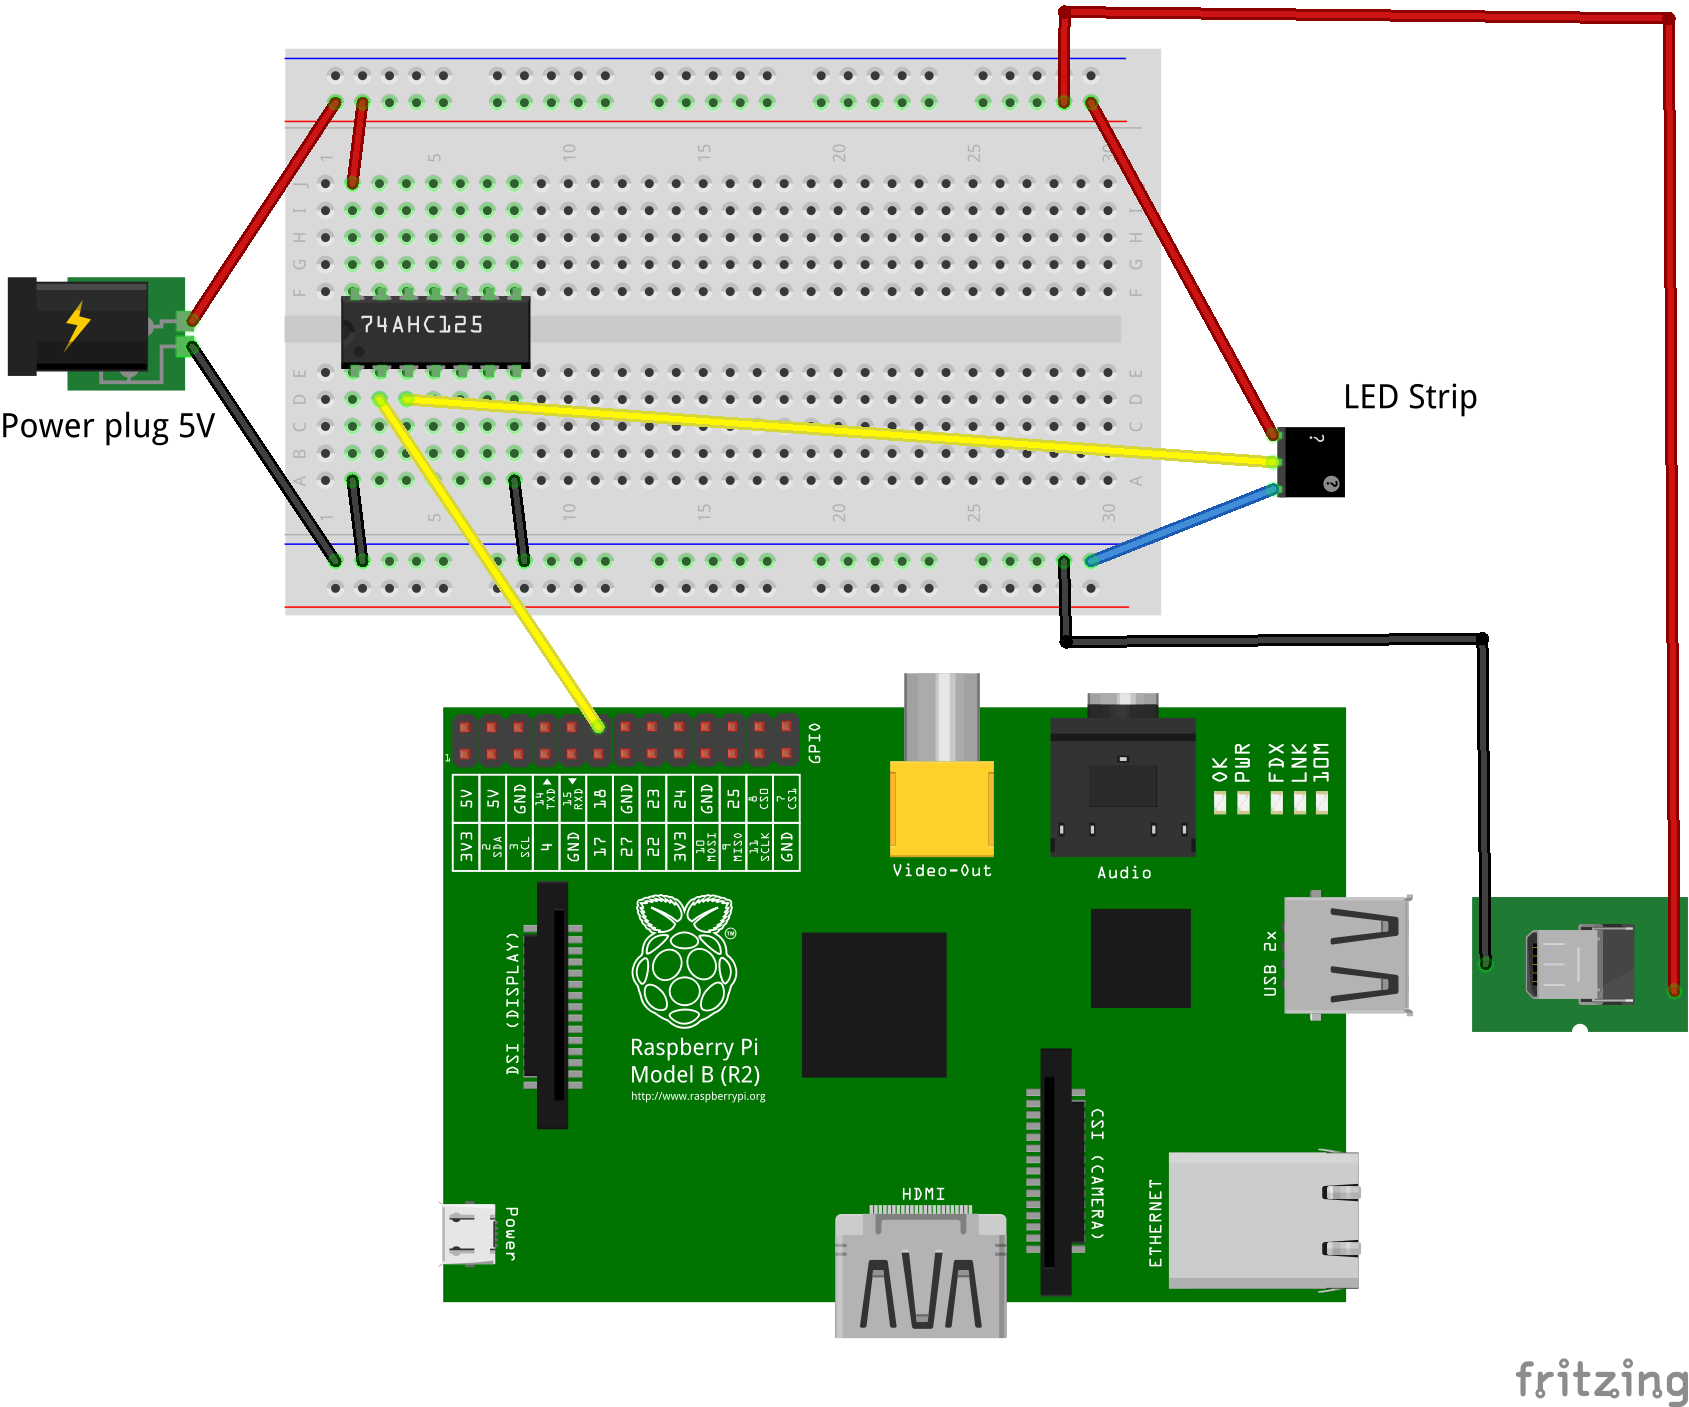 1 5 10 15 20 25 30
J
I I
H H
G G
F F
74AHC125
E E
D D
C C
B B
A A
1 5 10 15 20 25 30
Power plug 5V
LED Strip
?
?
1
GPIO
5V 5V GND 14 TXD 15 RXD 18 GND 23 24 GND 25 8 CS0 7 CS1
3V3 2 SDA 3 SCL 4 GND 17 27 22 3V3 10 MOSI 9 MISO 11 SCLK GND
Video-Out
Audio
OK
PWR
FDX
LNK
10M
DSI (DISPLAY)
TM
Raspberry Pi
Model B (R2)
http://www.raspberrypi.org
USB 2x
CSI (CAMERA)
Power
HDMI
ETHERNET
fritzing